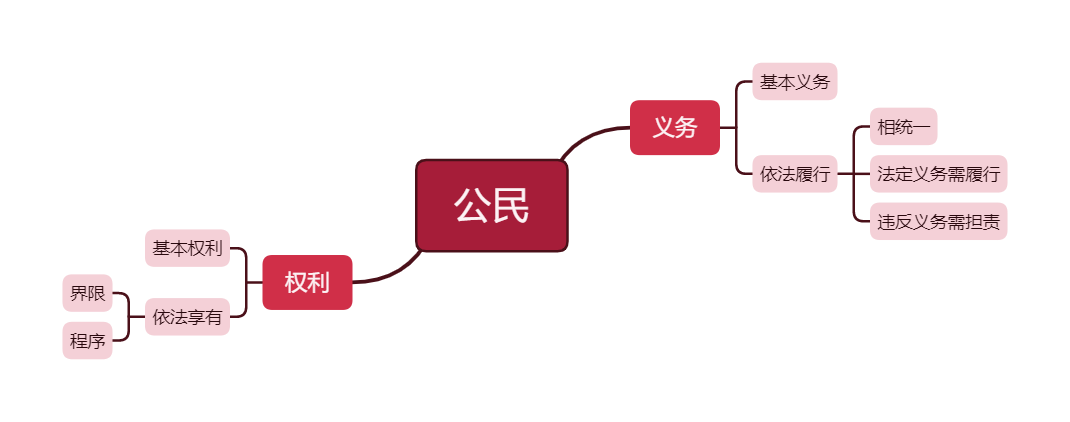 公民
义务
基本义务
依法履行
相统一
法定义务需履行
违反义务需担责
权利
基本权利
依法享有
界限
程序